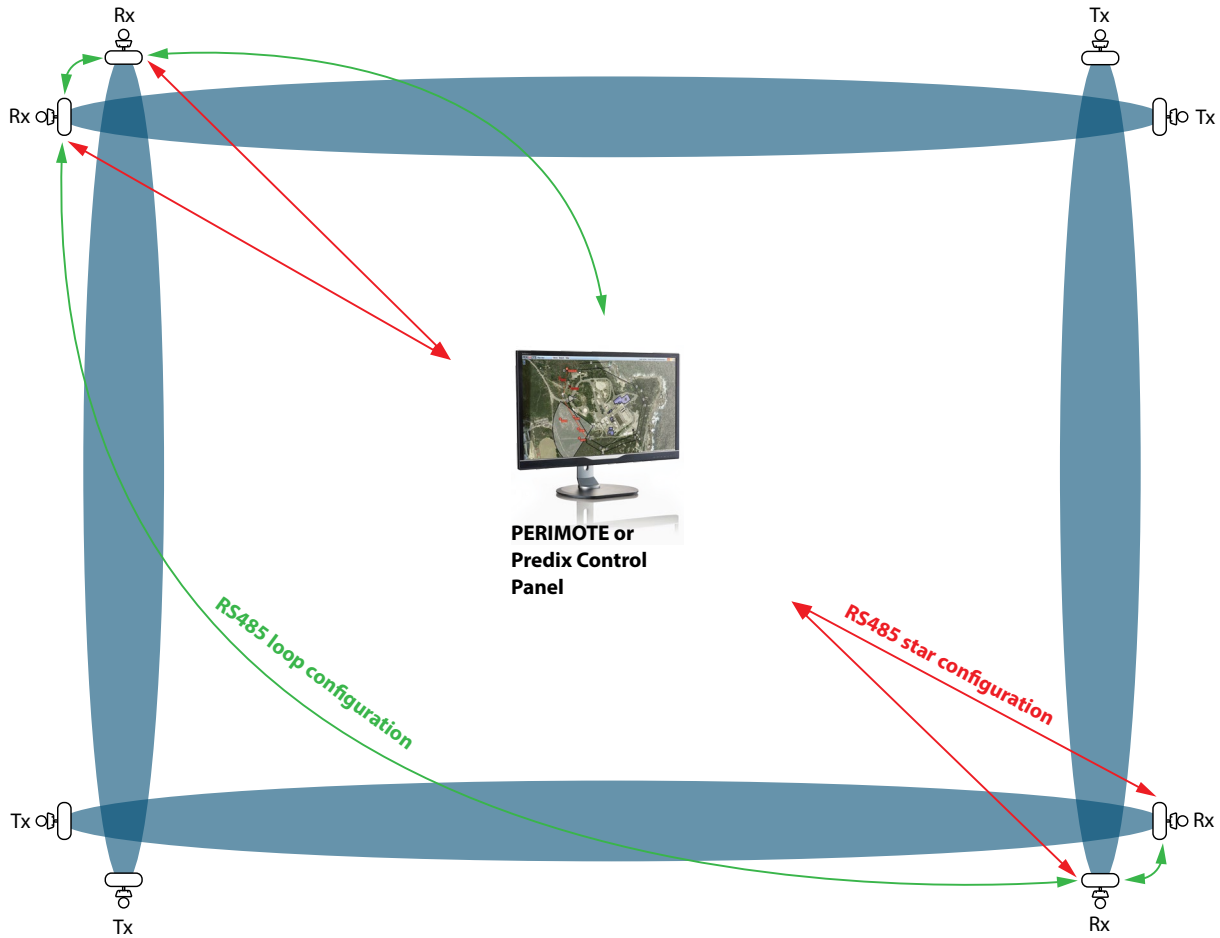 Rx
Tx
Rx
Tx
PERIMOTE or
Predix Control
Panel
RS485 loop configuration
RS485 star configuration
Tx
Rx
Tx
Rx